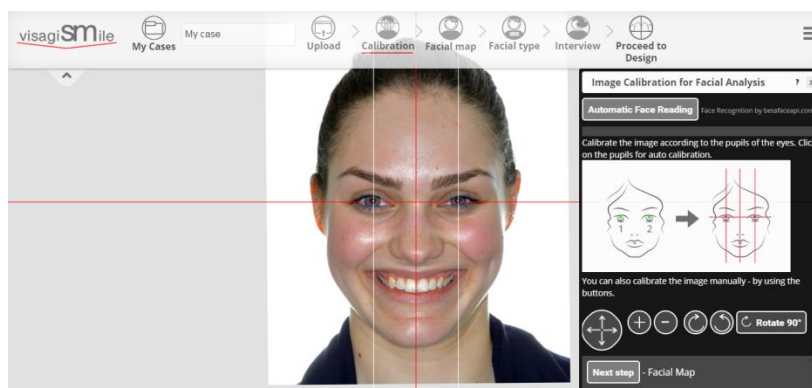 visagiSMile
My Cases
My case
Upload
Calibration
Facial map
Facial type
Interview
Proceed to
Design
Image Calibration for Facial Analysis
?
Automatic Face Reading
Face Recognition by betafaceapi.com
Calibrate the image according to the pupils of the eyes. Clic
on the pupils for auto calibration.
1 2
You can also calibrate the image manually - by using the
buttons.
Rotate 90°
Next step - Facial Map